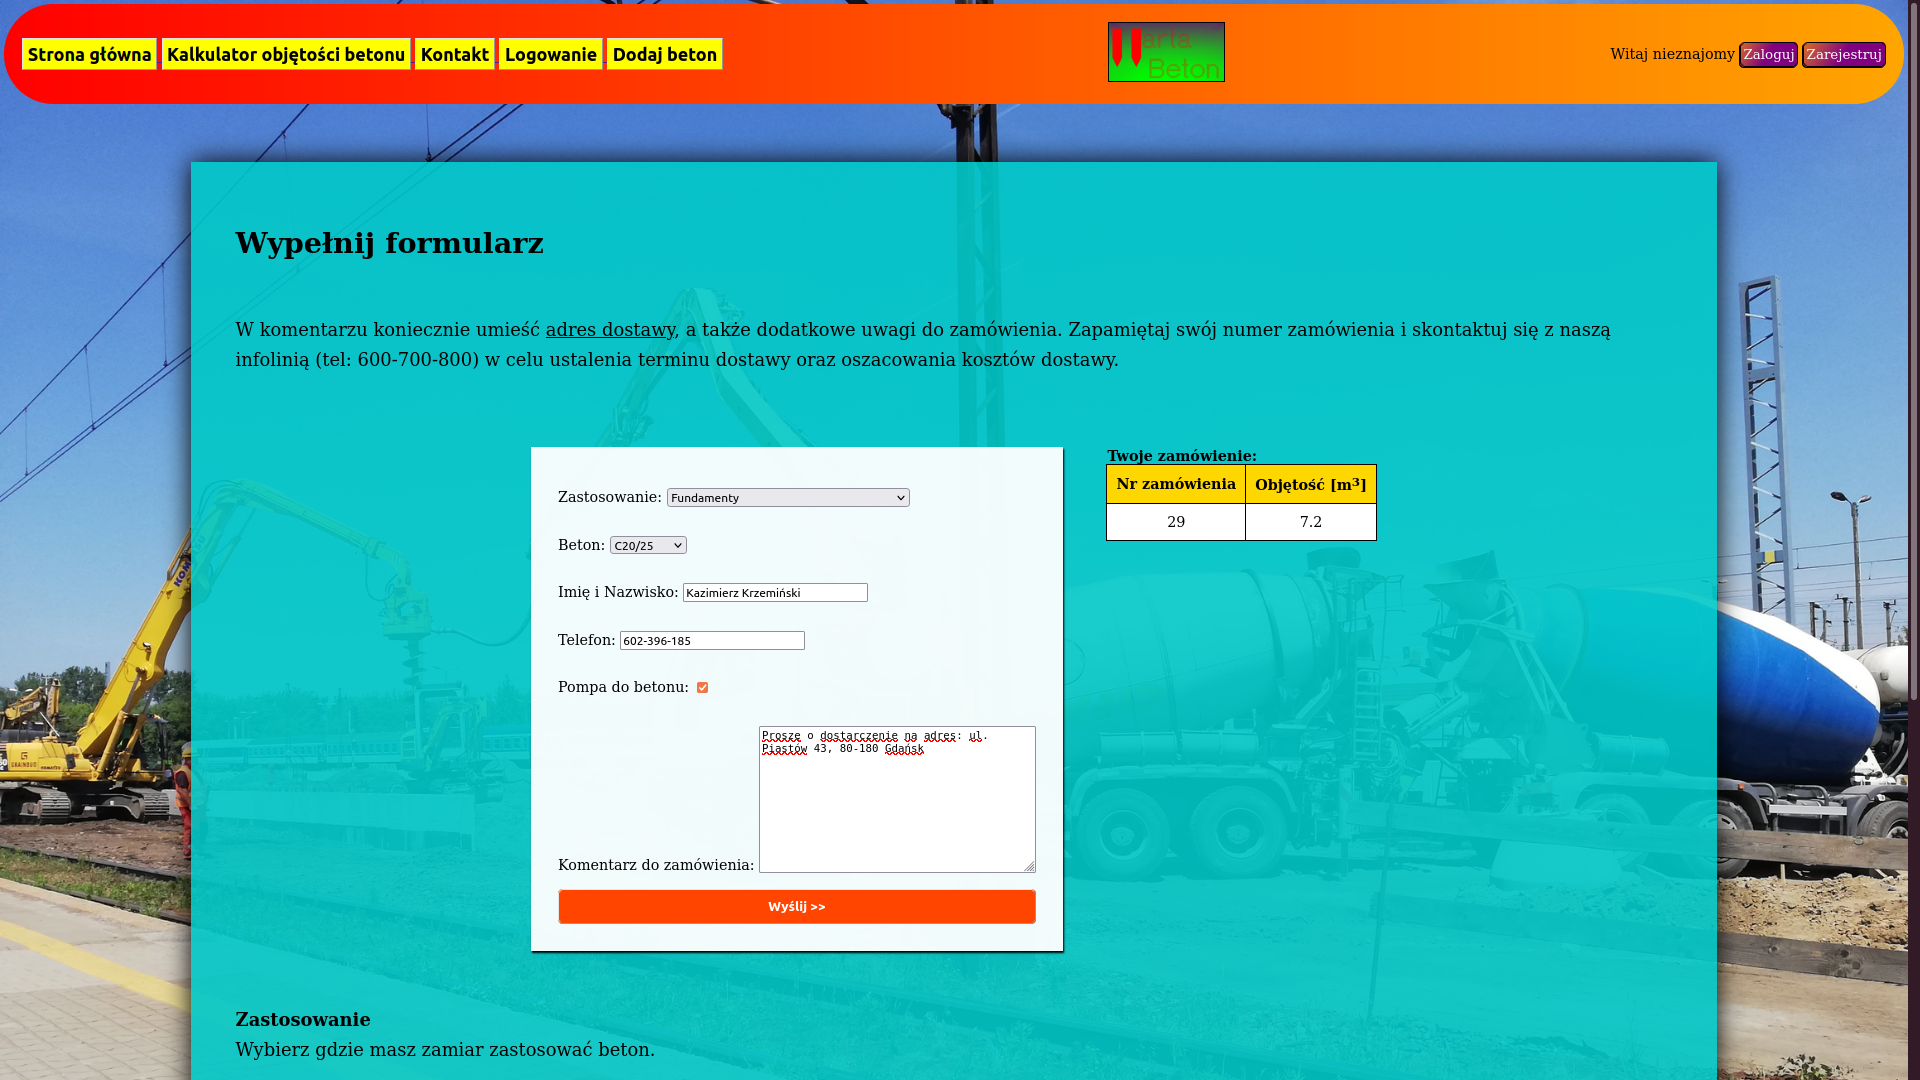 Strona główna Kalkulator objętości betonu Kontakt Logowanie Dodaj beton
arta
Beton
Witaj nieznajomy Zaloguj Zarejestruj
Wypełnij formularz
W komentarzu koniecznie umieść adres dostawy, a także dodatkowe uwagi do zamówienia. Zapamiętaj swój numer zamówienia i skontaktuj się z naszą
infolinią (tel: 600-700-800) w celu ustalenia terminu dostawy oraz oszacowania kosztów dostawy.
Zastosowanie: Fundamenty
Beton: C20/25
Imię i Nazwisko: Kazimierz Krzemiński
Telefon: 602-396-185
Pompa do betonu:
Proszę o dostarczenie na adres: ul.
Piastów 43, 80-180 Gdańsk
Komentarz do zamówienia:
Wyślij >>
Twoje zamówienie:
Nr zamówienia Objętość [m³]
29 7.2
Zastosowanie
Wybierz gdzie masz zamiar zastosować beton.